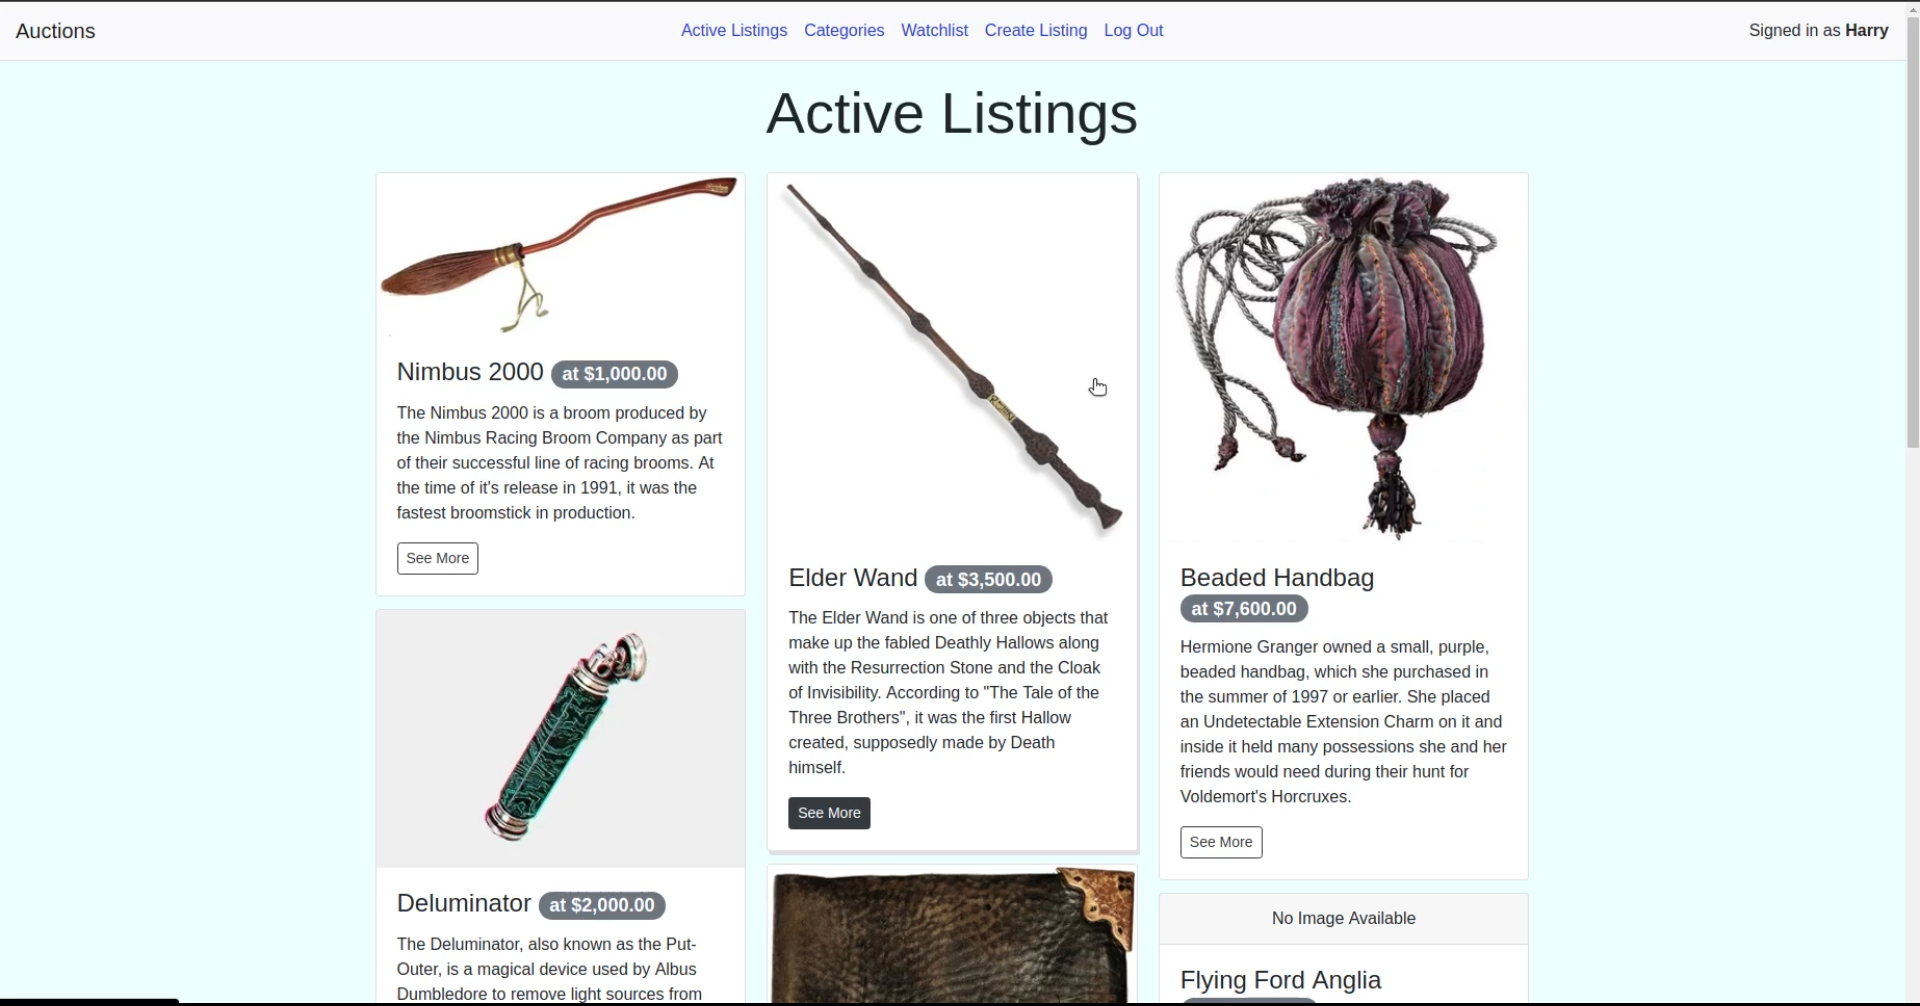 Auctions
Active Listings
Categories
Watchlist
Create Listing
Log Out
Signed in as Harry
Active Listings
Nimbus 2000 at $1,000.00
The Nimbus 2000 is a broom produced by
the Nimbus Racing Broom Company as part
of their successful line of racing brooms. At
the time of it's release in 1991, it was the
fastest broomstick in production.
See More
Deluminator at $2,000.00
The Deluminator, also known as the Put-
Outer, is a magical device used by Albus
Dumbledore to remove light sources from
Elder Wand at $3,500.00
The Elder Wand is one of three objects that
make up the fabled Deathly Hallows along
with the Resurrection Stone and the Cloak
of Invisibility. According to "The Tale of the
Three Brothers", it was the first Hallow
created, supposedly made by Death
himself.
See More
Beaded Handbag
at $7,600.00
Hermione Granger owned a small, purple,
beaded handbag, which she purchased in
the summer of 1997 or earlier. She placed
an Undetectable Extension Charm on it and
inside it held many possessions she and her
friends would need during their hunt for
Voldemort's Horcruxes.
See More
No Image Available
Flying Ford Anglia